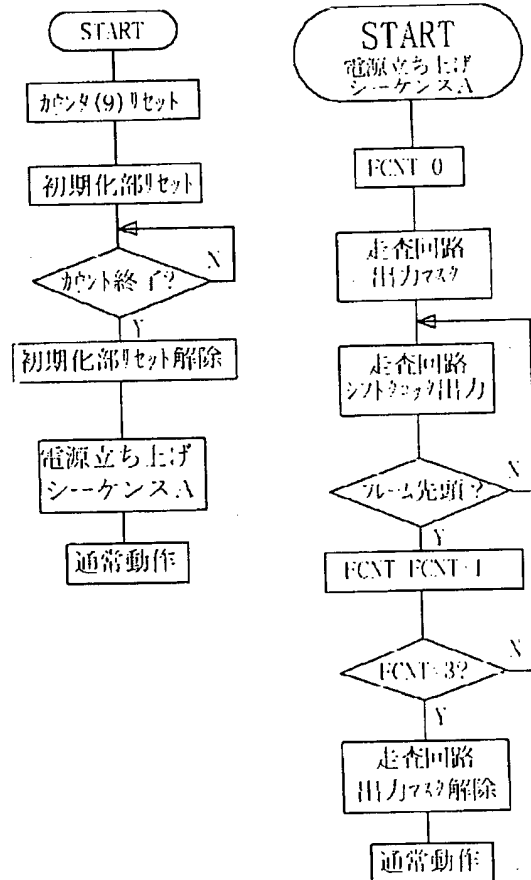 START
カウンタ(9)リセット
初期化部リセット
カウント終了?
N
Y
初期化部リセット解除
電源立ち上げ
シーケンスA
通常動作
START
電源立ち上げ
シーケンスA
FCNT 0
走査回路
出力マスク
走査回路
シフトクロック出力
フレーム先頭?
N
Y
FCNT FCNT+1
FCNT=3?
N
Y
走査回路
出力マスク解除
通常動作